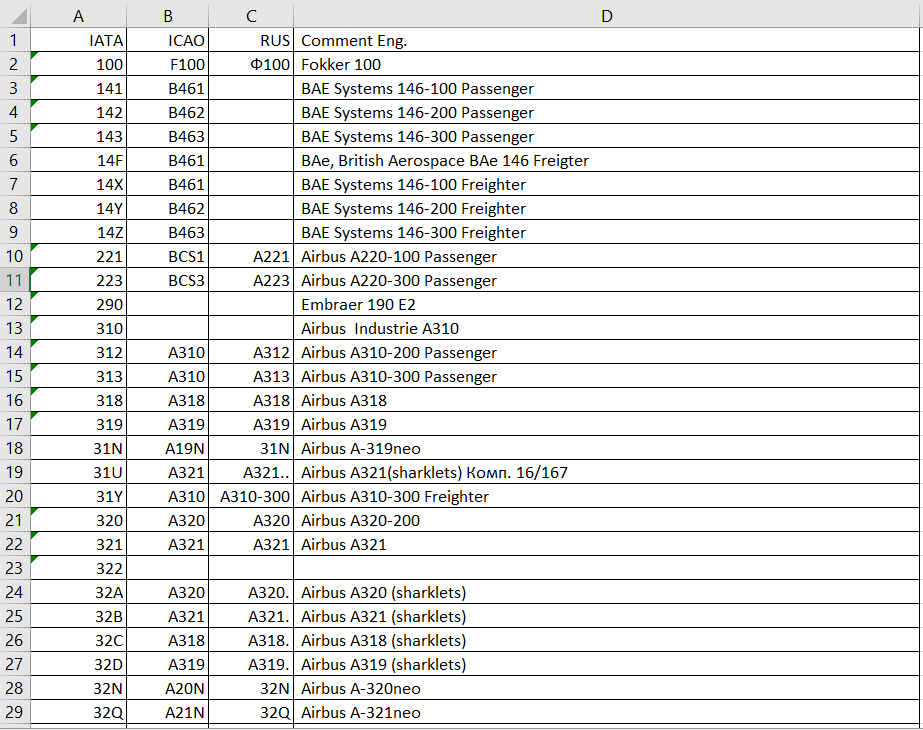 A B C D
1 IATA ICAO RUS Comment Eng.
2 100 F100 Ф100 Fokker 100
3 141 B461 BAE Systems 146-100 Passenger
4 142 B462 BAE Systems 146-200 Passenger
5 143 B463 BAE Systems 146-300 Passenger
6 14F B461 BAe, British Aerospace BAe 146 Freigter
7 14X B461 BAE Systems 146-100 Freighter
8 14Y B462 BAE Systems 146-200 Freighter
9 14Z B463 BAE Systems 146-300 Freighter
10 221 BCS1 A221 Airbus A220-100 Passenger
11 223 BCS3 A223 Airbus A220-300 Passenger
12 290 Embraer 190 E2
13 310 Airbus  Industrie A310
14 312 A310 A312 Airbus A310-200 Passenger
15 313 A310 A313 Airbus A310-300 Passenger
16 318 A318 A318 Airbus A318
17 319 A319 A319 Airbus A319
18 31N A19N 31N Airbus A-319neo
19 31U A321 A321.. Airbus A321(sharklets) Комп. 16/167
20 31Y A310 A310-300 Airbus A310-300 Freighter
21 320 A320 A320 Airbus A320-200
22 321 A321 A321 Airbus A321
23 322
24 32A A320 A320. Airbus A320 (sharklets)
25 32B A321 A321. Airbus A321 (sharklets)
26 32C A318 A318. Airbus A318 (sharklets)
27 32D A319 A319. Airbus A319 (sharklets)
28 32N A20N 32N Airbus A-320neo
29 32Q A21N 32Q Airbus A-321neo